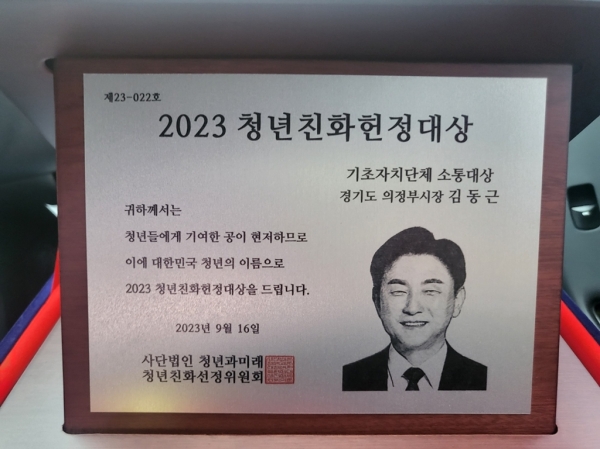 제23-022호
2023 청년친화헌정대상
기초자치단체 소통대상
경기도 의정부시장 김 동 근
귀하께서는
청년들에게 기여한 공이 현저하므로
이에 대한민국 청년의 이름으로
2023 청년친화헌정대상을 드립니다.
2023년 9월 16일
사단법인 청년과미래
청년친화선정위원회